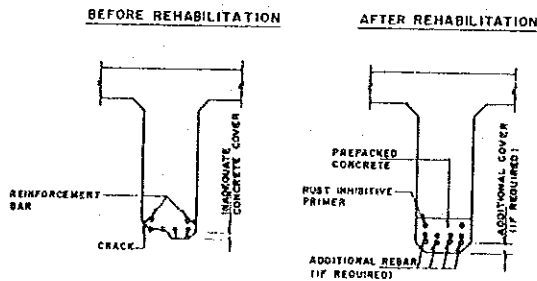 BEFORE REHABILITATION
AFTER REHABILITATION
REINFORCEMENT
BAR
CRACK
INADEQUATE
CONCRETE COVER
PREPACKED
CONCRETE
RUST INHIBITIVE
PRIMER
ADDITIONAL REBAR
(IF REQUIRED)
ADDITIONAL COVER
(IF REQUIRED)